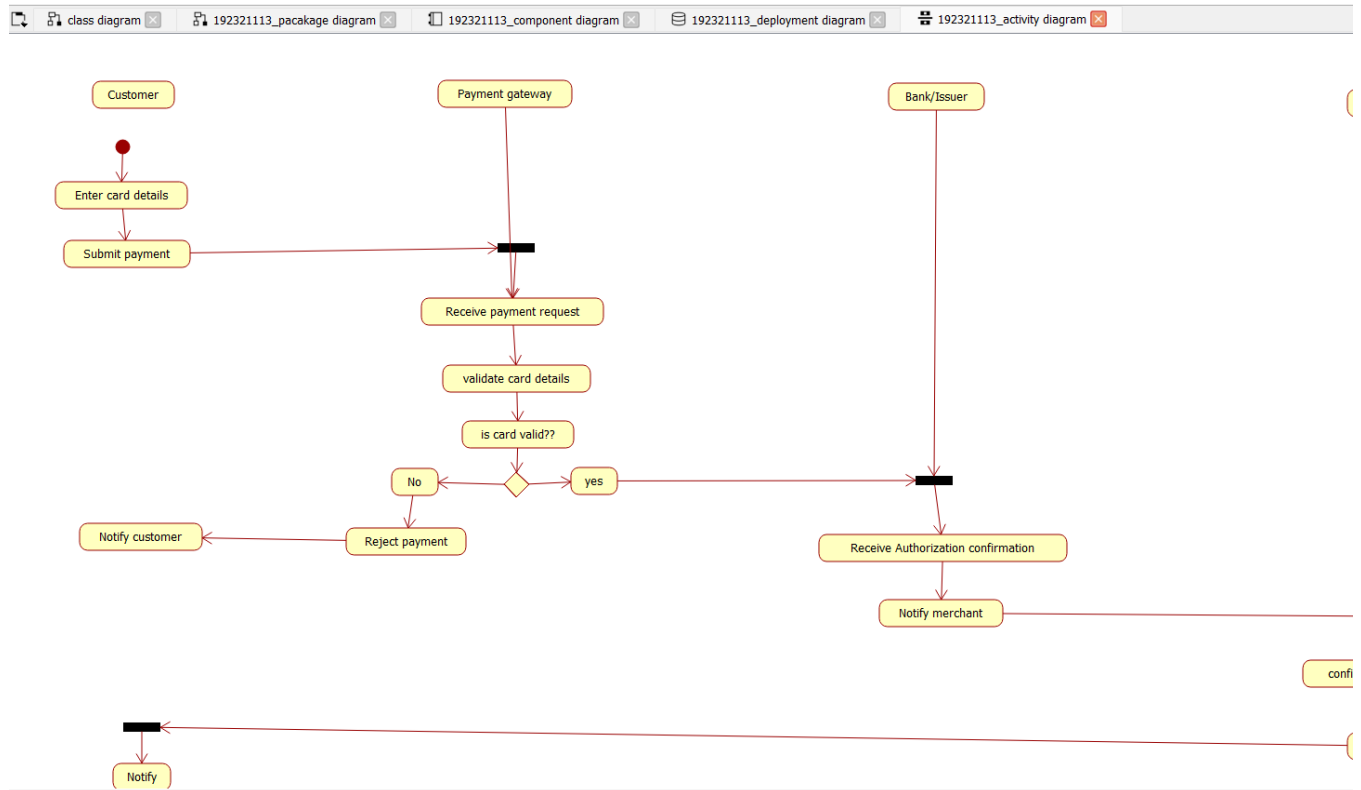 class diagram
192321113_pacakage diagram
192321113_component diagram
192321113_deployment diagram
192321113_activity diagram
Customer
Payment gateway
Bank/Issuer
Enter card details
Submit payment
Receive payment request
validate card details
is card valid??
No
yes
Notify customer
Reject payment
Receive Authorization confirmation
Notify merchant
confi
Notify